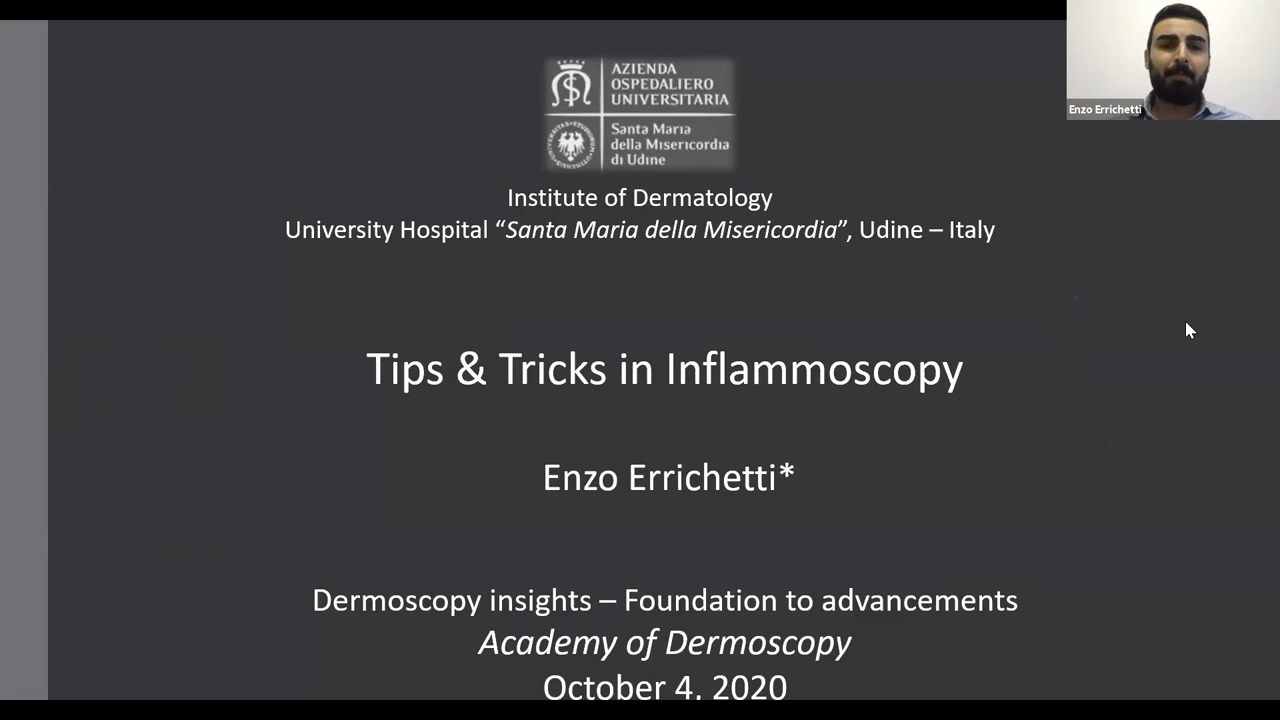 AZIENDA
OSPEDALIERO
UNIVERSITARIA
Santa Maria
della Misericordia
di Udine
Enzo Errichetti
Institute of Dermatology
University Hospital “Santa Maria della Misericordia”, Udine – Italy
Tips & Tricks in Inflammoscopy
Enzo Errichetti*
Dermoscopy insights – Foundation to advancements
Academy of Dermoscopy
October 4, 2020